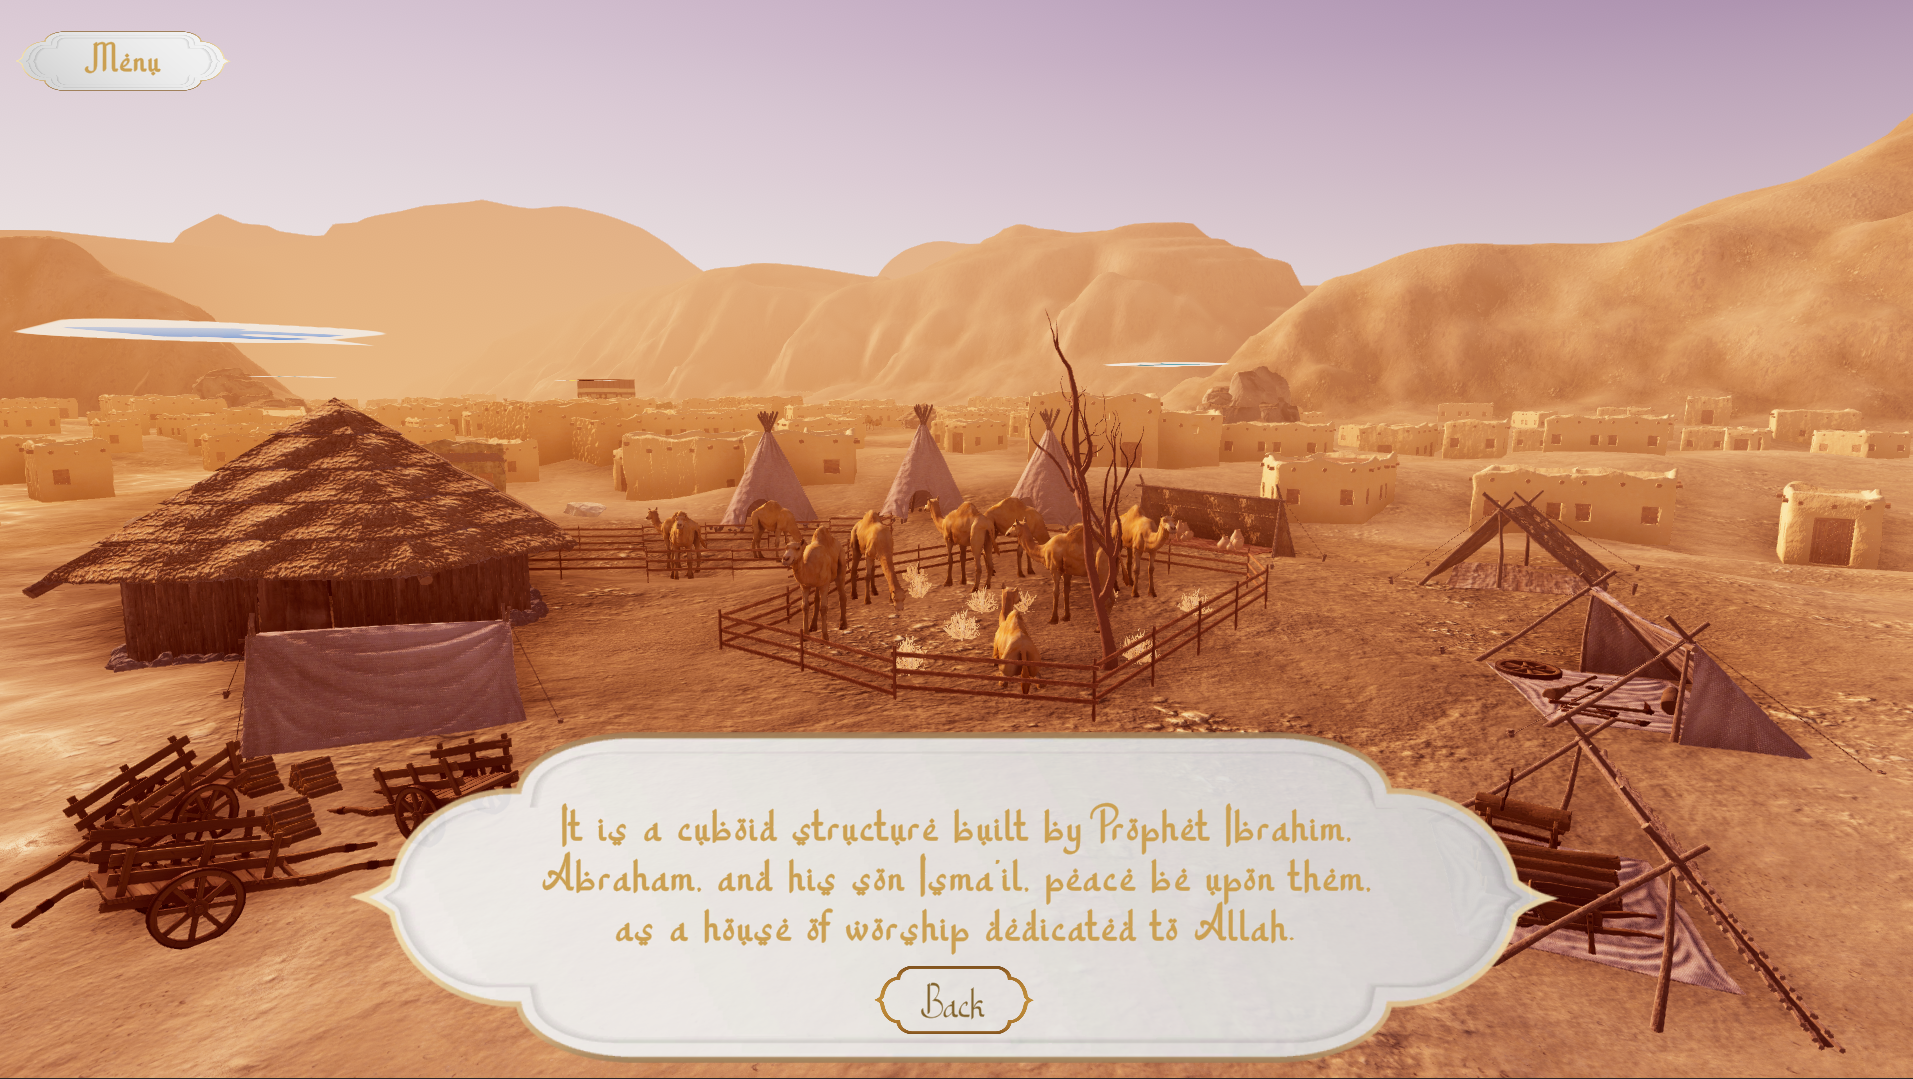 Menu
It is a cuboid structure built by Prophet Ibrahim.
Abraham. and his son Isma'il. peace be upon them.
as a house of worship dedicated to Allah.
Back